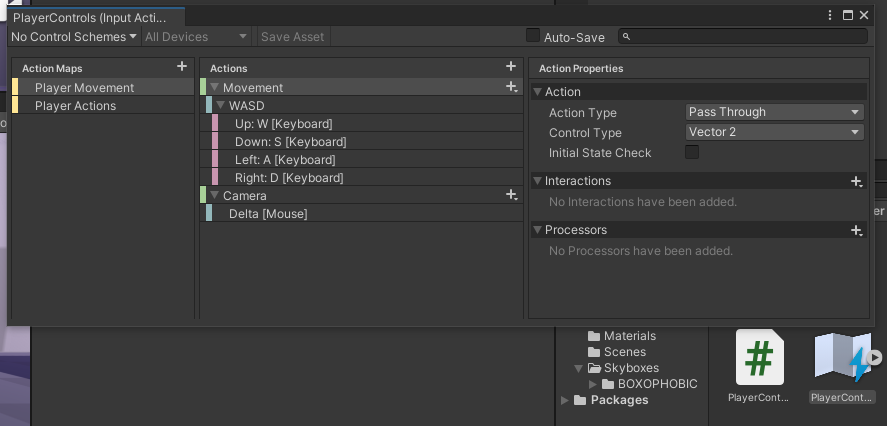 PlayerControls (Input Acti...
No Control Schemes All Devices Save Asset Auto-Save
Action Maps
Player Movement
Player Actions
Actions
Movement
WASD
Up: W [Keyboard]
Down: S [Keyboard]
Left: A [Keyboard]
Right: D [Keyboard]
Camera
Delta [Mouse]
Action Properties
Action
Action Type Pass Through
Control Type Vector 2
Initial State Check
Interactions
No Interactions have been added.
Processors
No Processors have been added.
Materials
Scenes
Skyboxes
BOXOPHOBIC
Packages
#
PlayerCont...
PlayerCont...